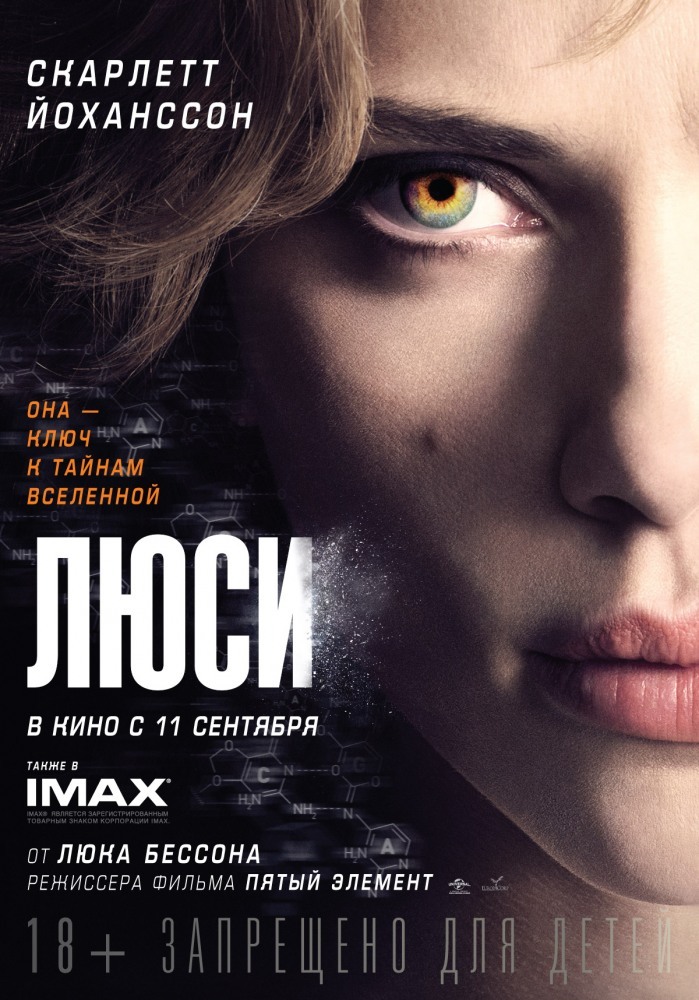 СКАРЛЕТТ
ЙОХАНССОН
ОНА —
КЛЮЧ
К ТАЙНАМ
ВСЕЛЕННОЙ
ЛЮСИ
В КИНО С 11 СЕНТЯБРЯ
ТАКЖЕ В
IMAX®
IMAX® ЯВЛЯЕТСЯ ЗАРЕГИСТРИРОВАННЫМ
ТОВАРНЫМ ЗНАКОМ КОРПОРАЦИИ IMAX.
ОТ ЛЮКА БЕССОНА
РЕЖИССЕРА ФИЛЬМА ПЯТЫЙ ЭЛЕМЕНТ
18+ ЗАПРЕЩЕНО ДЛЯ ДЕТЕЙ